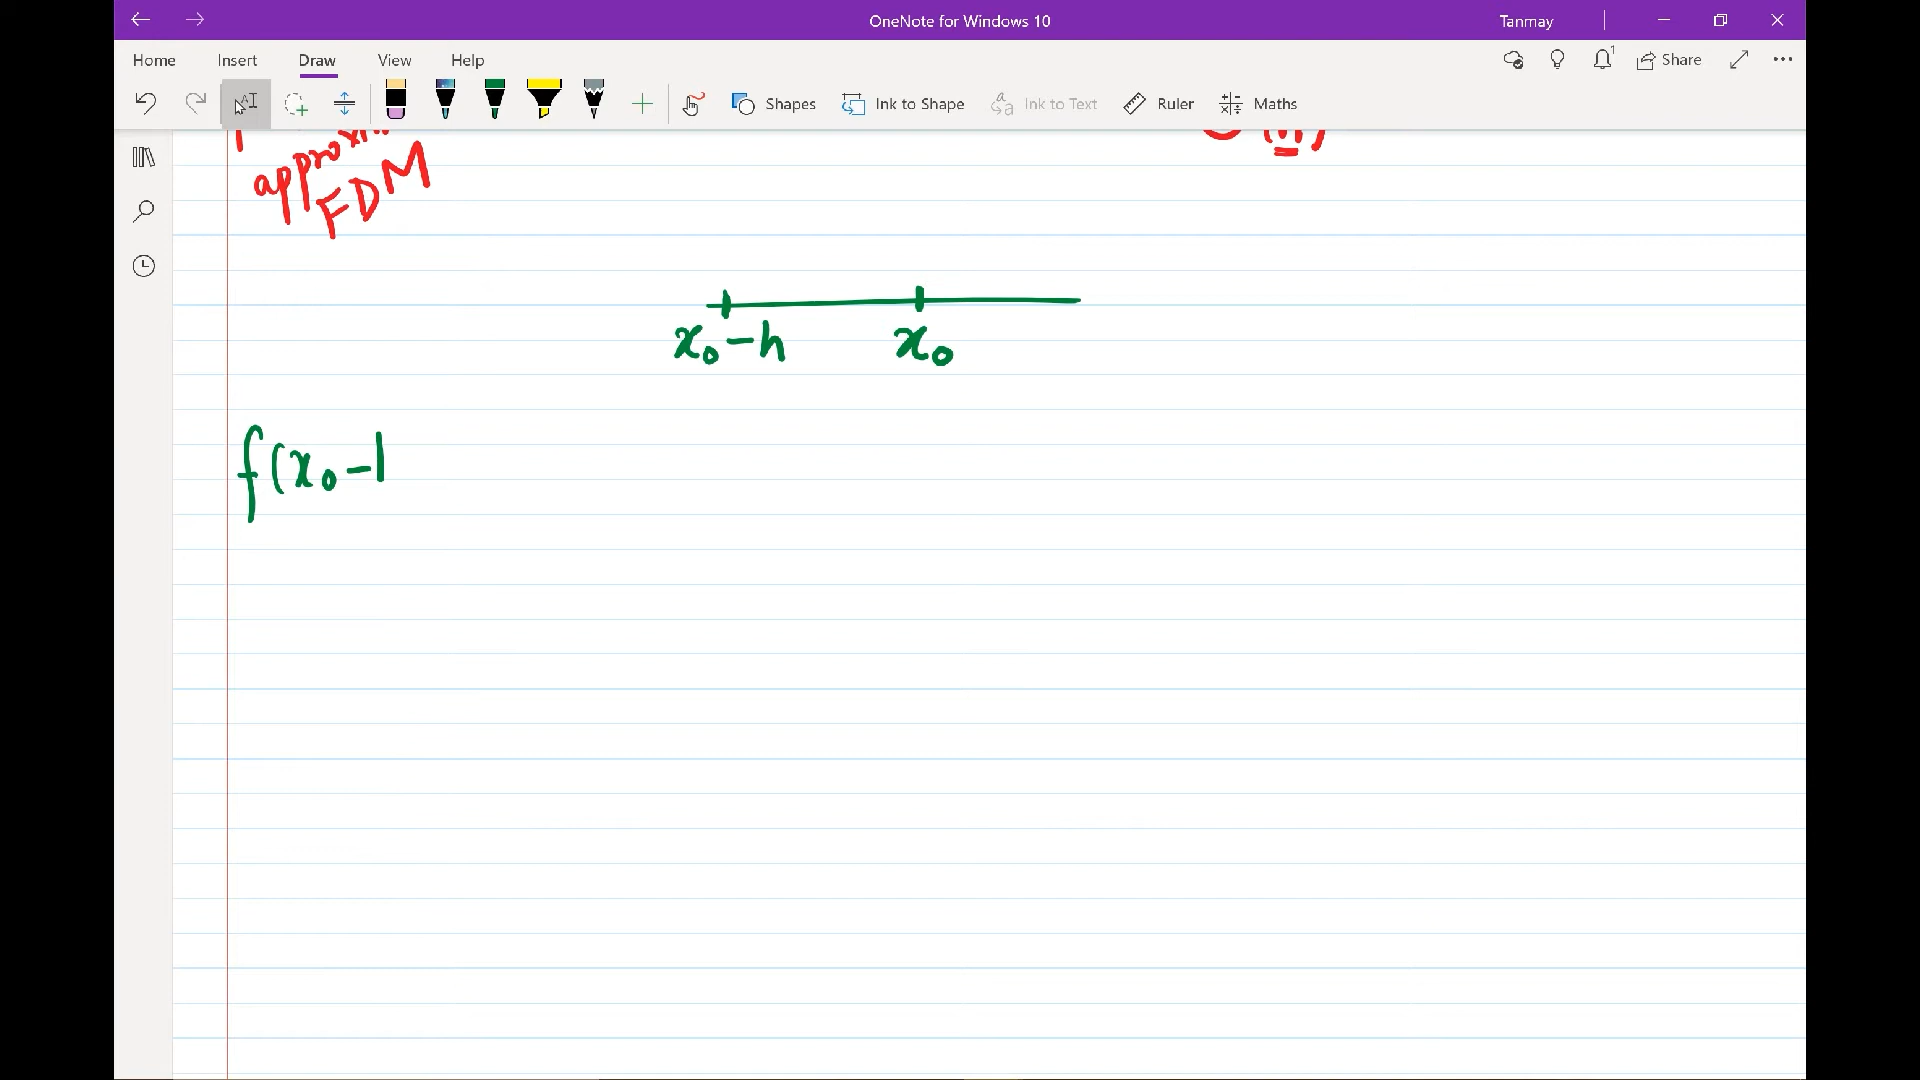 OneNote for Windows 10
Tanmay
Home Insert Draw View Help
Share
Shapes Ink to Shape Ink to Text Ruler Maths
FDM
x₀-h x₀
f(x₀-